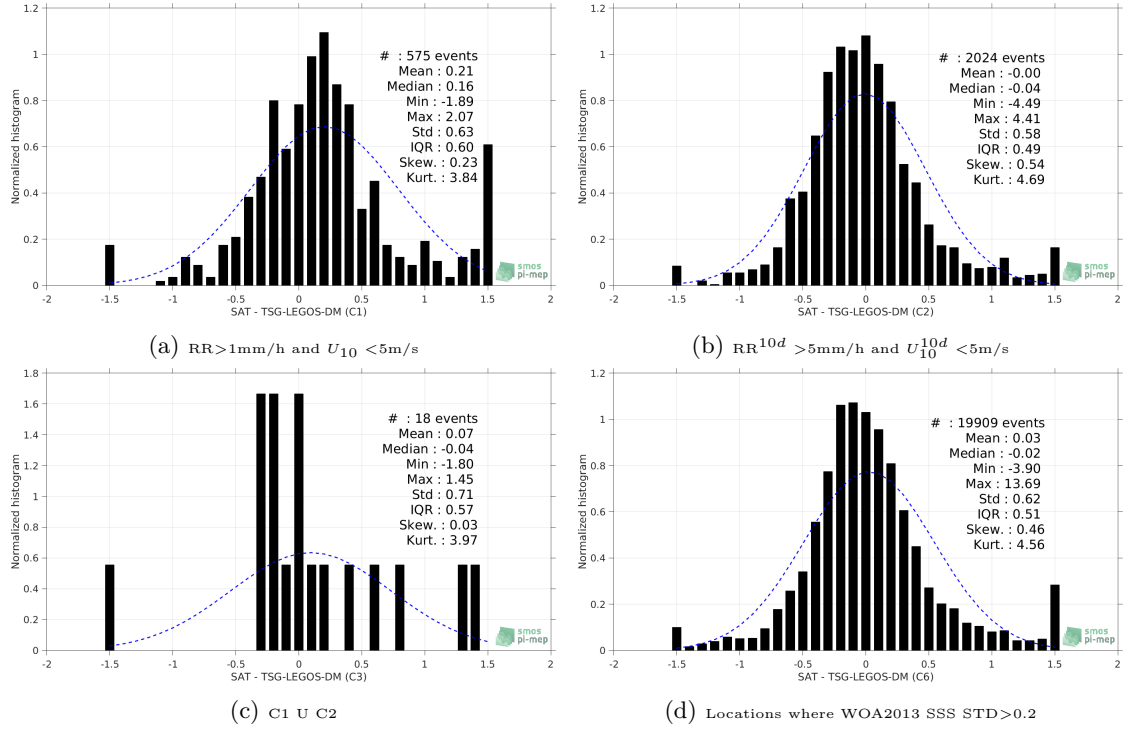 1.2
1
0.8
0.6
0.4
0.2
0
Normalized histogram
# : 575 events
Mean : 0.21
Median : 0.16
Min : -1.89
Max : 2.07
Std : 0.63
IQR : 0.60
Skew. : 0.23
Kurt. : 3.84
smos
pi-mep
-2 -1.5 -1 -0.5 0 0.5 1 1.5 2
SAT - TSG-LEGOS-DM (C1)
(a) RR>1mm/h and U10 <5m/s
1.2
1
0.8
0.6
0.4
0.2
0
Normalized histogram
# : 2024 events
Mean : -0.00
Median : -0.04
Min : -4.49
Max : 4.41
Std : 0.58
IQR : 0.49
Skew. : 0.54
Kurt. : 4.69
smos
pi-mep
-2 -1.5 -1 -0.5 0 0.5 1 1.5 2
SAT - TSG-LEGOS-DM (C2)
(b) RR10d >5mm/h and U10d10 <5m/s
1.8
1.6
1.4
1.2
1
0.8
0.6
0.4
0.2
0
Normalized histogram
# : 18 events
Mean : 0.07
Median : -0.04
Min : -1.80
Max : 1.45
Std : 0.71
IQR : 0.57
Skew. : 0.03
Kurt. : 3.97
smos
pi-mep
-2 -1.5 -1 -0.5 0 0.5 1 1.5 2
SAT - TSG-LEGOS-DM (C3)
(c) C1 U C2
1.2
1
0.8
0.6
0.4
0.2
0
Normalized histogram
# : 19909 events
Mean : 0.03
Median : -0.02
Min : -3.90
Max : 13.69
Std : 0.62
IQR : 0.51
Skew. : 0.46
Kurt. : 4.56
smos
pi-mep
-2 -1.5 -1 -0.5 0 0.5 1 1.5 2
SAT - TSG-LEGOS-DM (C6)
(d) Locations where WOA2013 SSS STD>0.2